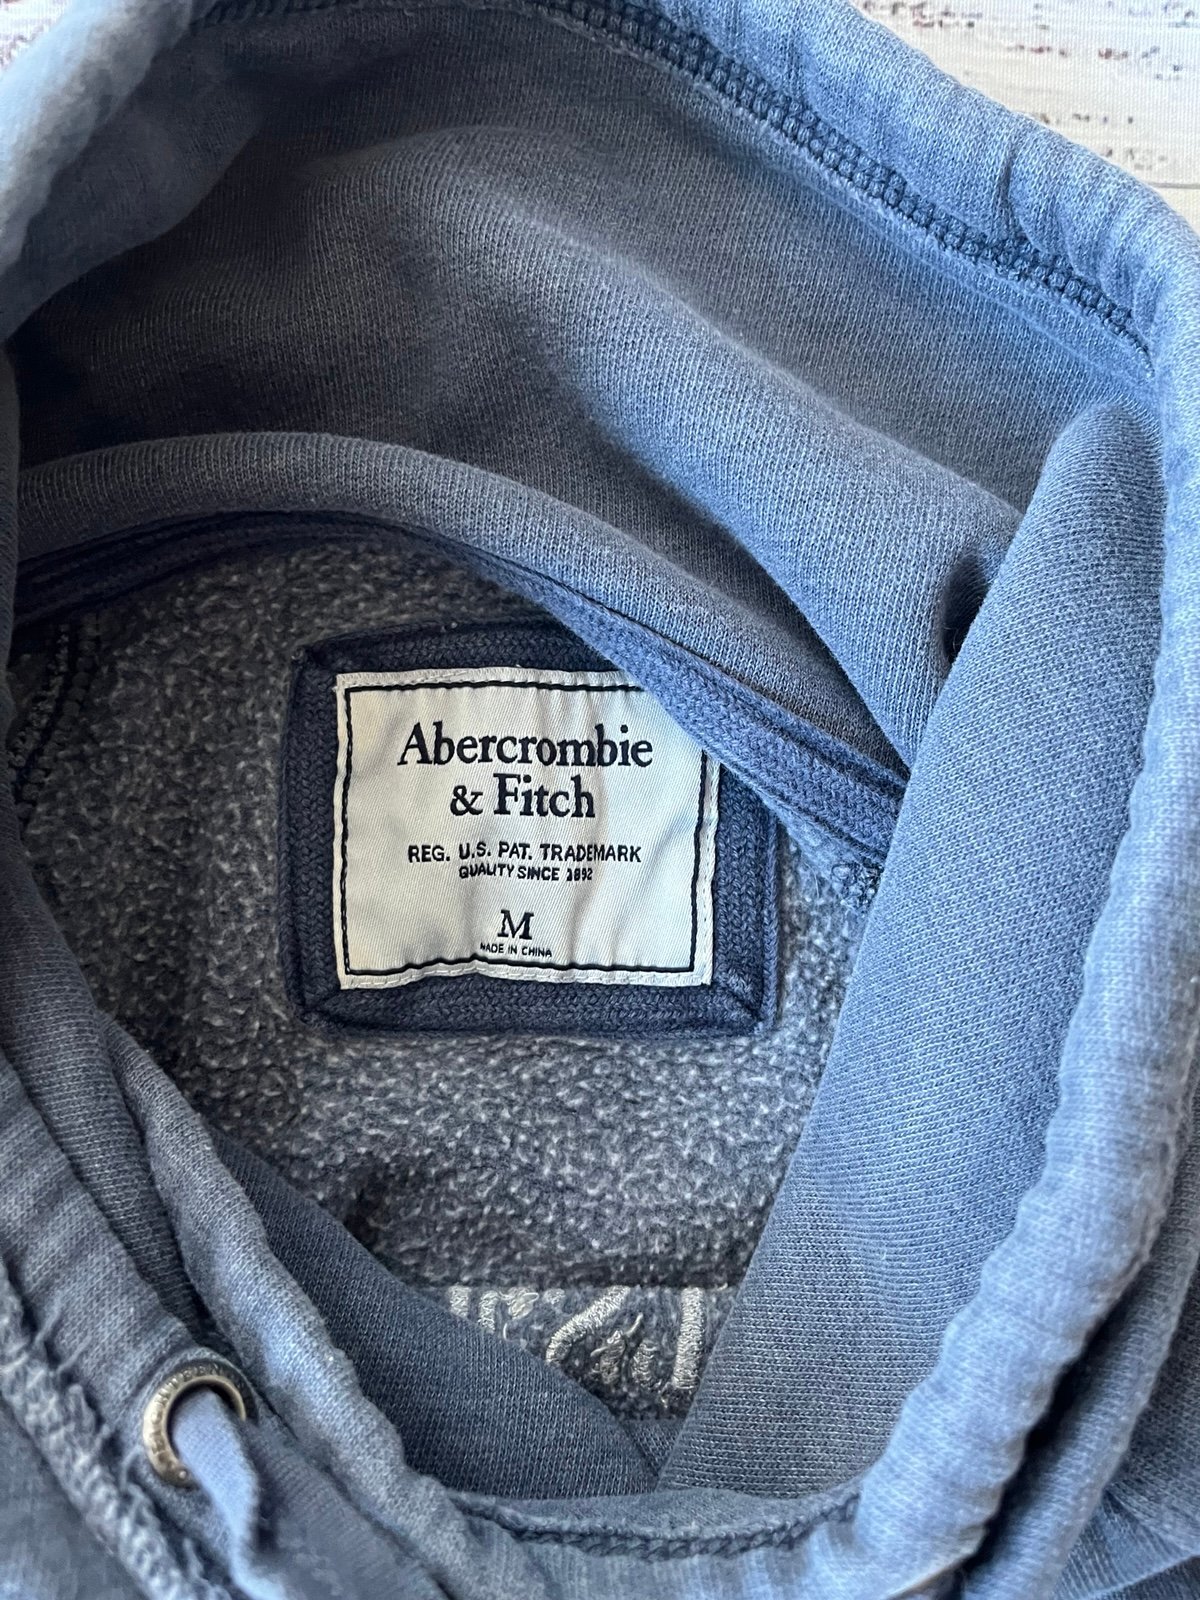 Abercrombie
& Fitch
REG. U.S. PAT. TRADEMARK
QUALITY SINCE 1892
M
MADE IN CHINA